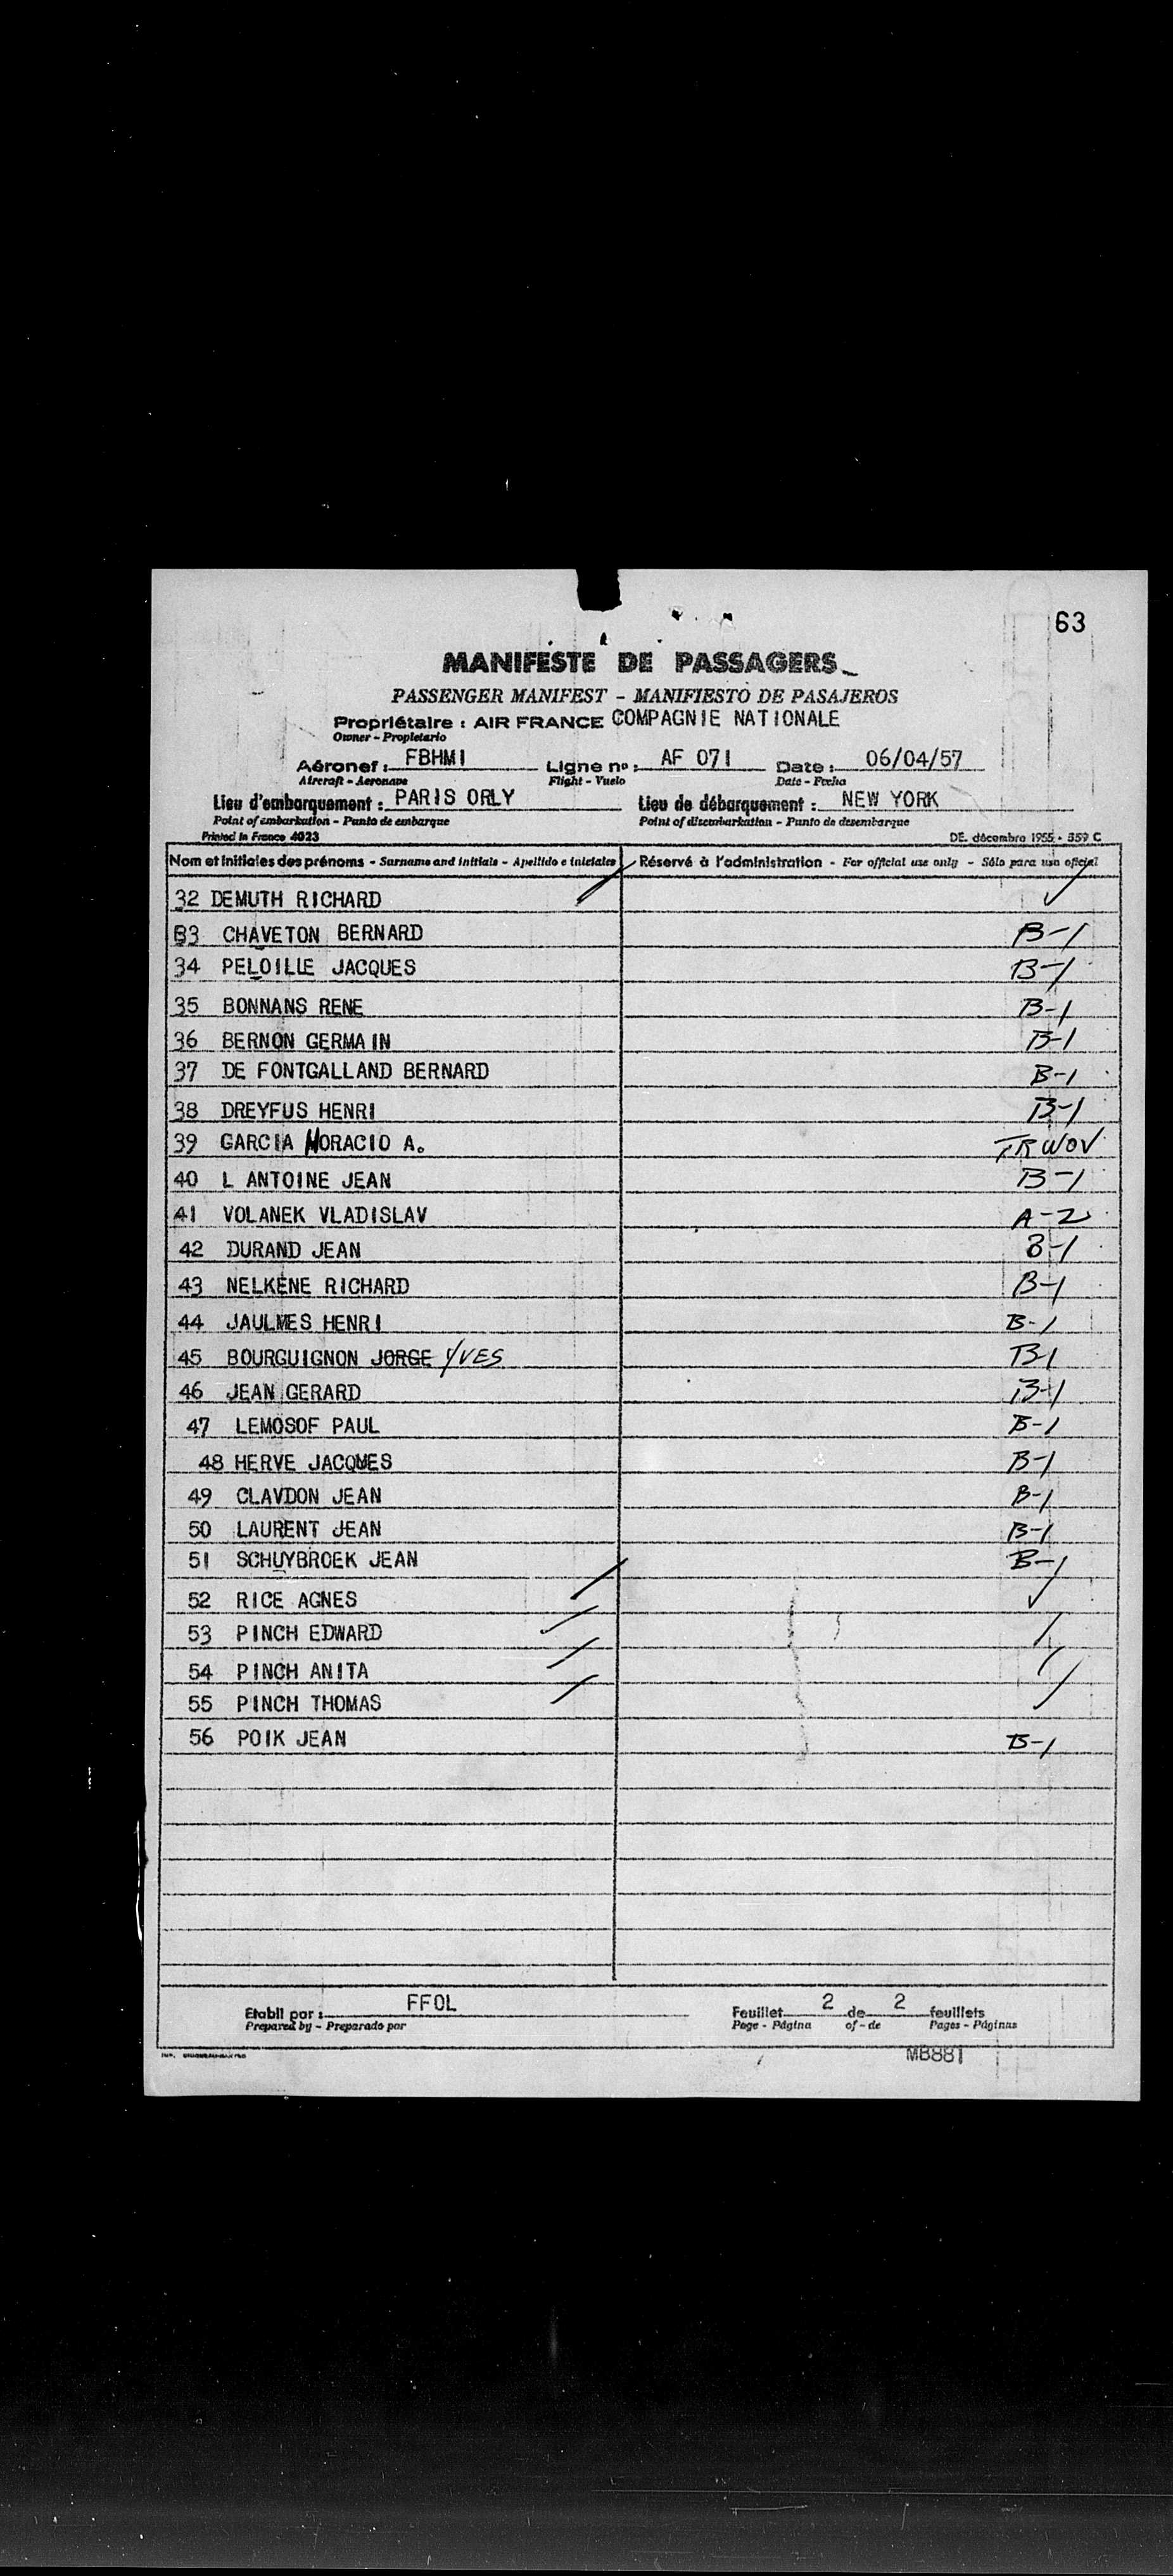 63
MANIFESTE DE PASSAGERS
PASSENGER MANIFEST - MANIFIESTO DE PASAJEROS
Propriétaire : AIR FRANCE COMPAGNIE NATIONALE
Owner - Propietario
Aéronef : FBHMI Ligne no : AF 071 Date : 06/04/57
Aircraft - Aeronave Flight - Vuelo Date - Fecha
Lieu d'embarquement : PARIS ORLY Lieu de débarquement : NEW YORK
Point of embarkation - Punto de embarque Point of disembarkation - Punto de desembarque
Printed in France 4023 DE. décembre 1955 - 359 C
Nom et initiales des prénoms - Surname and initials - Apellido e iniciales Réservé à l'administration - For official use only - Sólo para uso oficial
32 DEMUTH RICHARD ✓
33 CHAVETON BERNARD B-1
34 PELOILLE JACQUES B-1
35 BONNANS RENE B-1
36 BERNON GERMAIN B-1
37 DE FONTGALLAND BERNARD B-1
38 DREYFUS HENRI B-1
39 GARCIA HORACIO A. TRWOV
40 L ANTOINE JEAN B-1
41 VOLANEK VLADISLAV A-2
42 DURAND JEAN B-1
43 NELKENE RICHARD B-1
44 JAULMES HENRI B-1
45 BOURGUIGNON JORGE YVES B-1
46 JEAN GERARD B-1
47 LEMOSOF PAUL B-1
48 HERVE JACQUES B-1
49 CLAVDON JEAN B-1
50 LAURENT JEAN B-1
51 SCHUYBROEK JEAN B-1
52 RICE AGNES ✓
53 PINCH EDWARD
54 PINCH ANITA
55 PINCH THOMAS
56 POIK JEAN B-1
Etabli par : FFOL Feuillet 2 de 2 feuillets
Prepared by - Preparado por Page - Página of - de Pages - Páginas
MB881